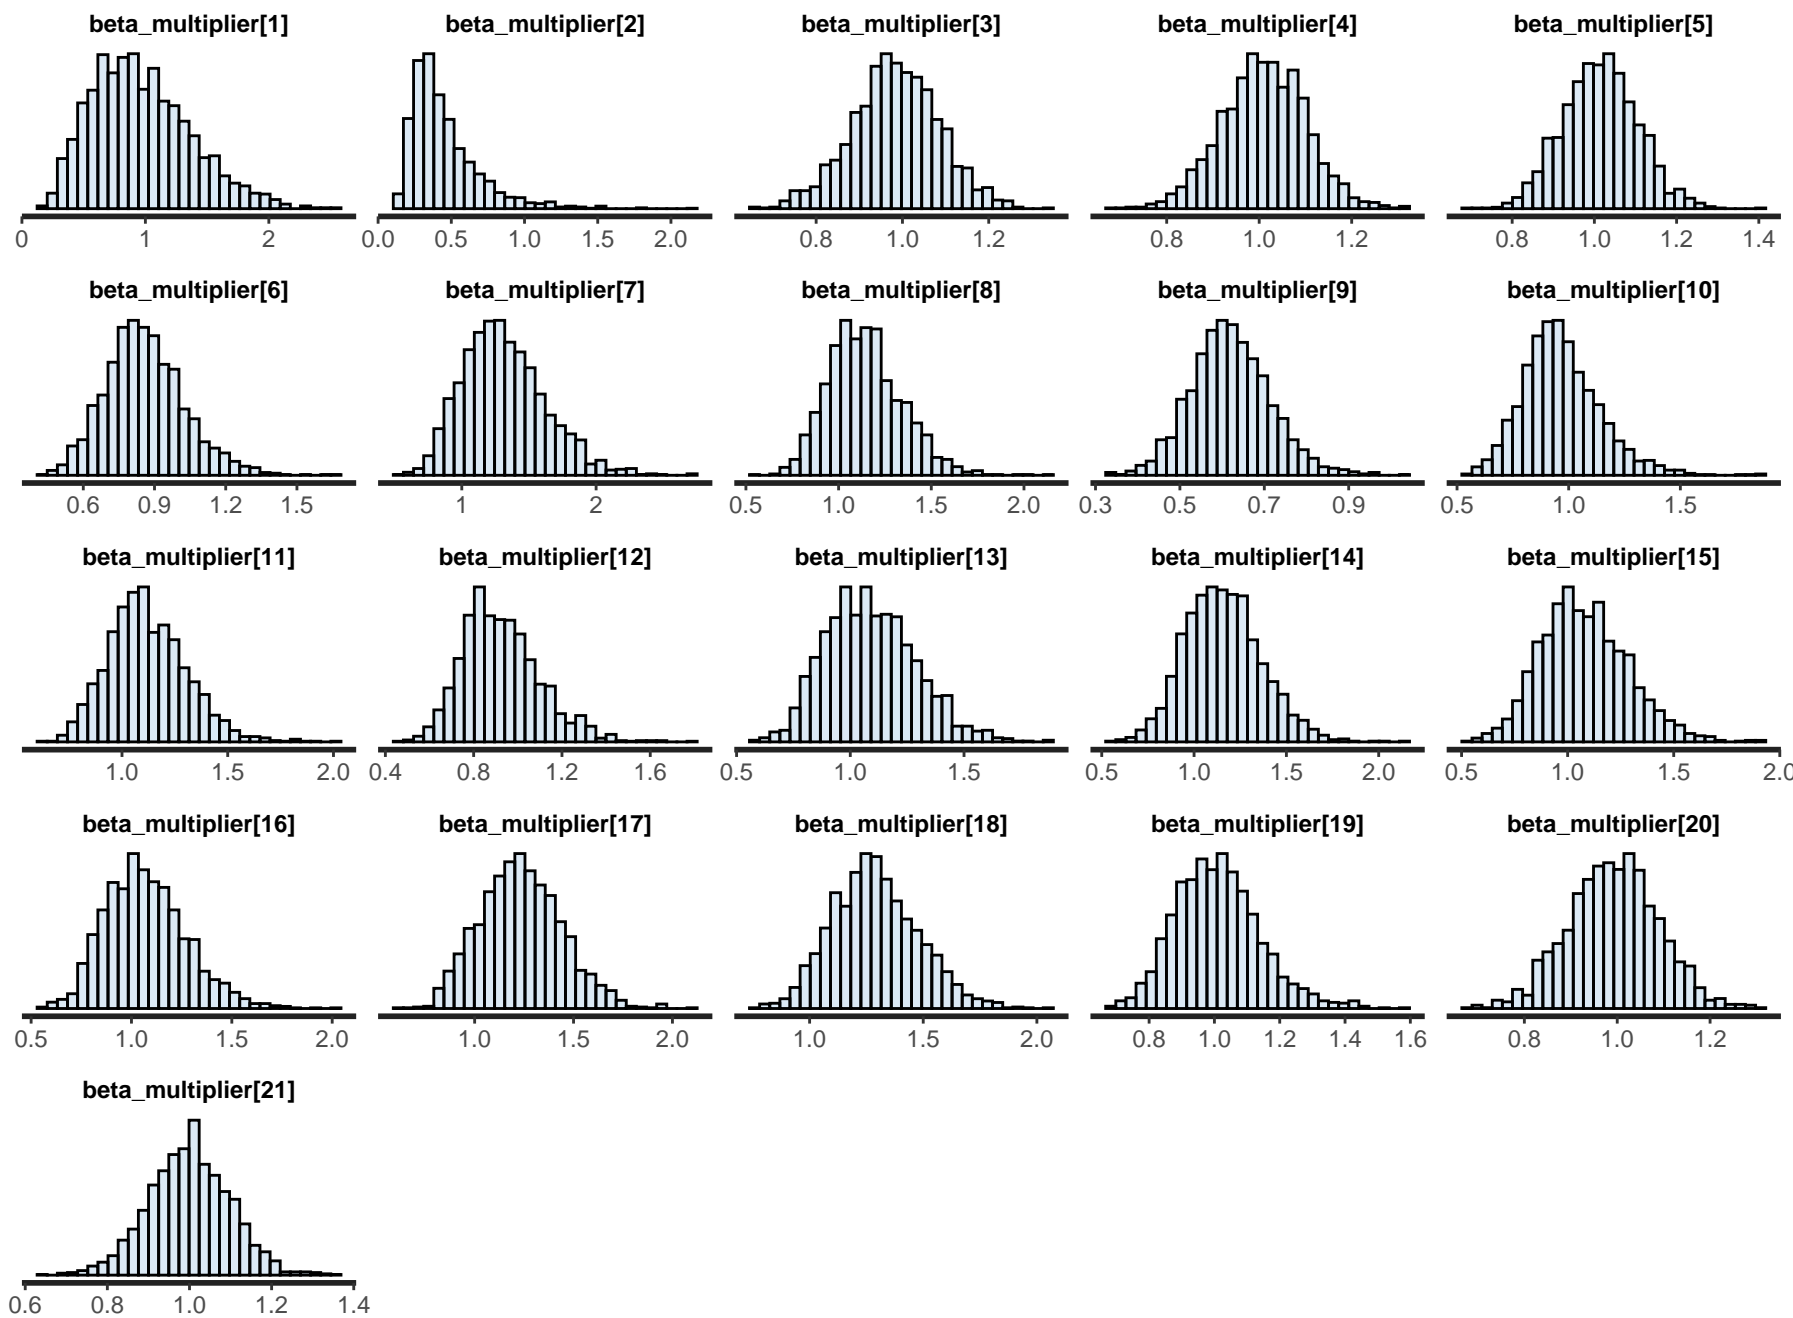 beta_multiplier[1] beta_multiplier[2] beta_multiplier[3] beta_multiplier[4] beta_multiplier[5]
0 1 2 0.0 0.5 1.0 1.5 2.0 0.8 1.0 1.2 0.8 1.0 1.2 0.8 1.0 1.2 1.4
beta_multiplier[6] beta_multiplier[7] beta_multiplier[8] beta_multiplier[9] beta_multiplier[10]
0.6 0.9 1.2 1.5 1 2 0.5 1.0 1.5 2.0 0.3 0.5 0.7 0.9 0.5 1.0 1.5
beta_multiplier[11] beta_multiplier[12] beta_multiplier[13] beta_multiplier[14] beta_multiplier[15]
1.0 1.5 2.0 0.4 0.8 1.2 1.6 0.5 1.0 1.5 0.5 1.0 1.5 2.0 0.5 1.0 1.5 2.0
beta_multiplier[16] beta_multiplier[17] beta_multiplier[18] beta_multiplier[19] beta_multiplier[20]
0.5 1.0 1.5 2.0 1.0 1.5 2.0 1.0 1.5 2.0 0.8 1.0 1.2 1.4 1.6 0.8 1.0 1.2
beta_multiplier[21]
0.6 0.8 1.0 1.2 1.4